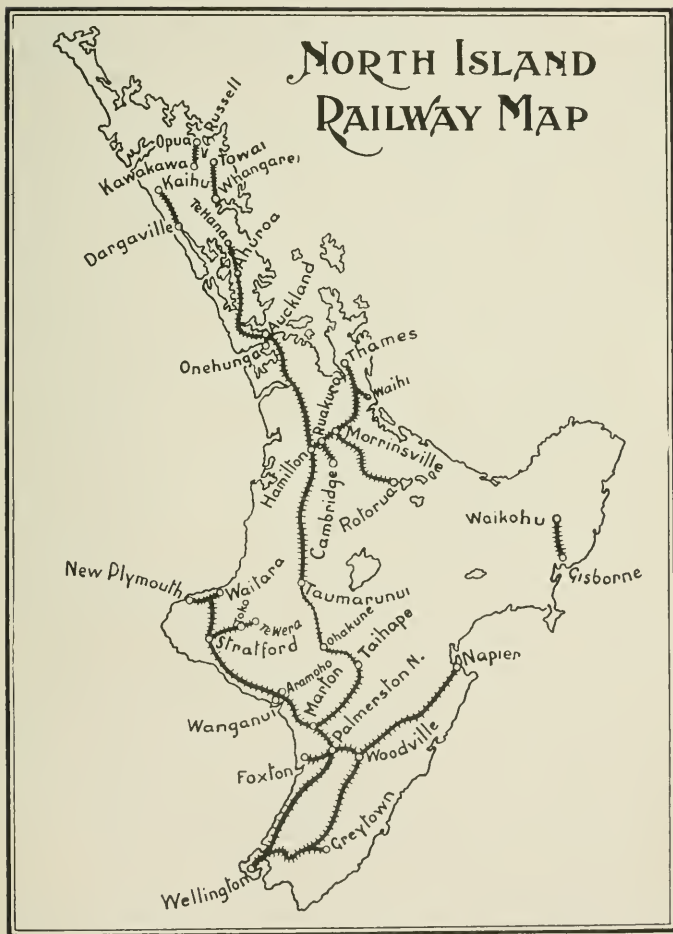 North Island
Railway Map
Russell
Opua
Towai
Kawakawa
Kaihu
Whangarei
TeHana
Dargaville
Ahuroa
Auckland
Onehunga
Thames
Waihi
Ruakura
Morrinsville
Hamilton
Cambridge
Rotorua
Waikohu
Gisborne
New Plymouth
Waitara
Taumarunui
Toko
TeWera
Stratford
Ohakune
Taihape
Napier
Aramoho
Wanganui
Marton
Palmerston N.
Woodville
Foxton
Greytown
Wellington